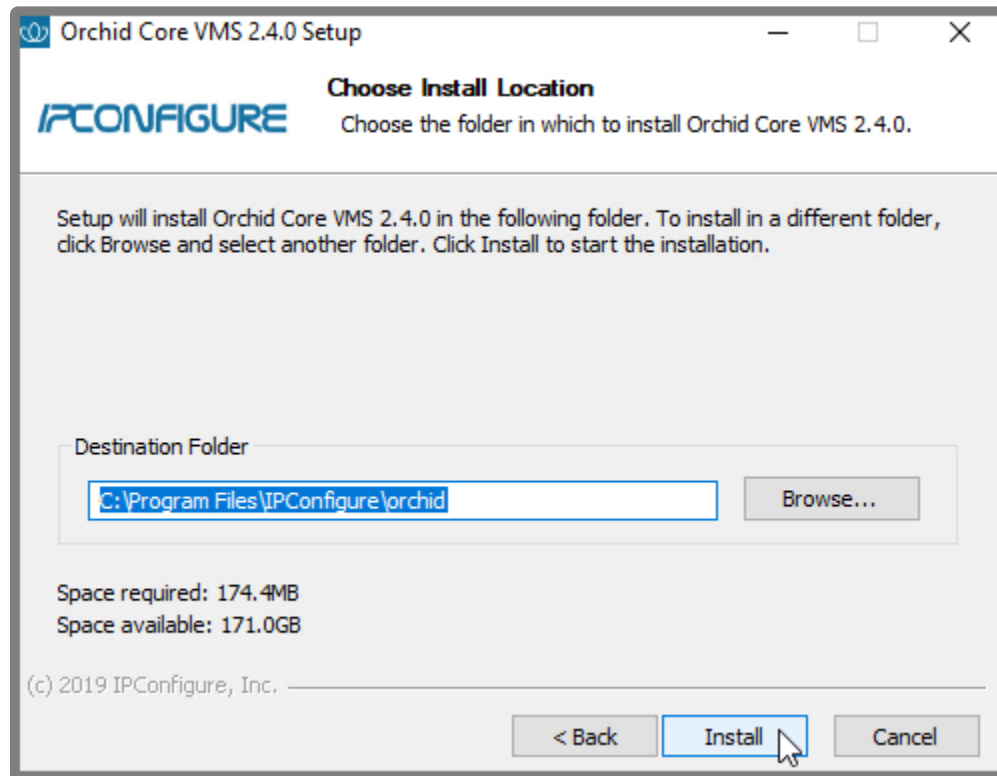 Orchid Core VMS 2.4.0 Setup
IPCONFIGURE
Choose Install Location
Choose the folder in which to install Orchid Core VMS 2.4.0.
Setup will install Orchid Core VMS 2.4.0 in the following folder. To install in a different folder,
click Browse and select another folder. Click Install to start the installation.
Destination Folder
C:\Program Files\IPConfigure\orchid
Browse...
Space required: 174.4MB
Space available: 171.0GB
(c) 2019 IPConfigure, Inc.
< Back
Install
Cancel